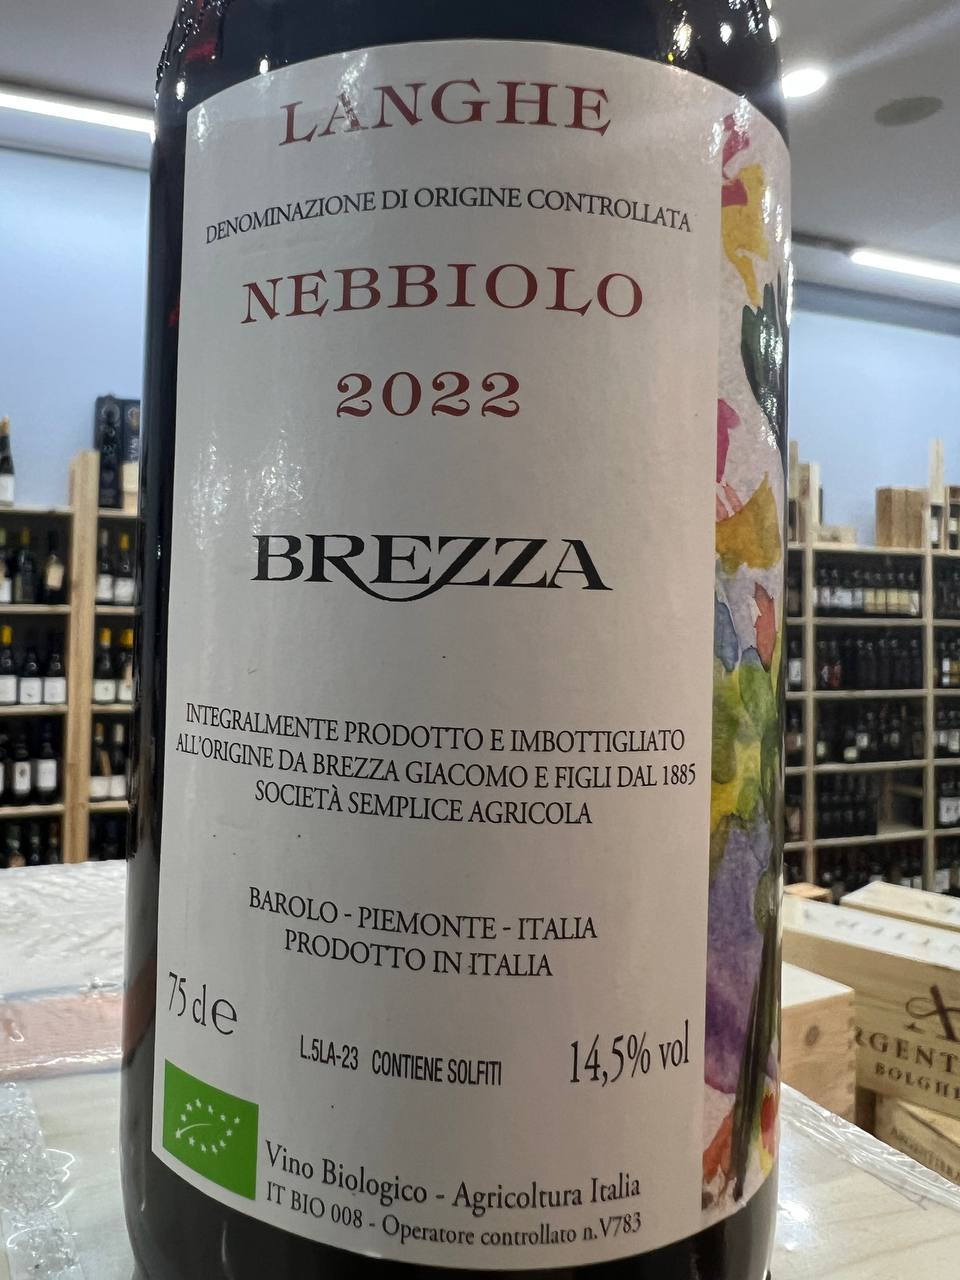 LANGHE
DENOMINAZIONE DI ORIGINE CONTROLLATA
NEBBIOLO
2022
BREZZA
INTEGRALMENTE PRODOTTO E IMBOTTIGLIATO
ALL'ORIGINE DA BREZZA GIACOMO E FIGLI DAL 1885
SOCIETÀ SEMPLICE AGRICOLA
BAROLO - PIEMONTE - ITALIA
PRODOTTO IN ITALIA
75 cl e
L.5LA-23 CONTIENE SOLFITI
14,5% vol
Vino Biologico - Agricoltura Italia
IT BIO 008 - Operatore controllato n.V783
RGENT
BOLGHE